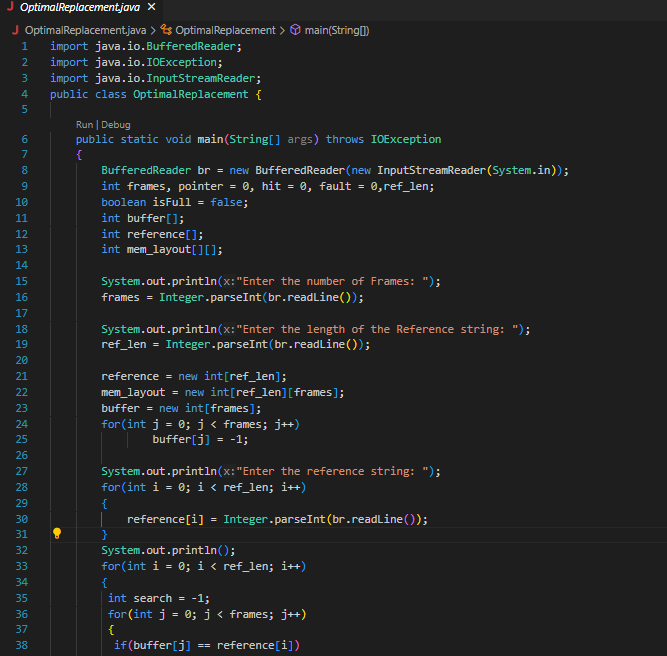 OptimalReplacement.java ×
OptimalReplacement.java > OptimalReplacement > main(String[])
1 import java.io.BufferedReader;
2 import java.io.IOException;
3 import java.io.InputStreamReader;
4 public class OptimalReplacement {
5
Run | Debug
6 public static void main(String[] args) throws IOException
7 {
8 BufferedReader br = new BufferedReader(new InputStreamReader(System.in));
9 int frames, pointer = 0, hit = 0, fault = 0,ref_len;
10 boolean isFull = false;
11 int buffer[];
12 int reference[];
13 int mem_layout[][];
14
15 System.out.println(x:"Enter the number of Frames: ");
16 frames = Integer.parseInt(br.readLine());
17
18 System.out.println(x:"Enter the length of the Reference string: ");
19 ref_len = Integer.parseInt(br.readLine());
20
21 reference = new int[ref_len];
22 mem_layout = new int[ref_len][frames];
23 buffer = new int[frames];
24 for(int j = 0; j < frames; j++)
25 buffer[j] = -1;
26
27 System.out.println(x:"Enter the reference string: ");
28 for(int i = 0; i < ref_len; i++)
29 {
30 reference[i] = Integer.parseInt(br.readLine());
31 }
32 System.out.println();
33 for(int i = 0; i < ref_len; i++)
34 {
35 int search = -1;
36 for(int j = 0; j < frames; j++)
37 {
38 if(buffer[j] == reference[i])